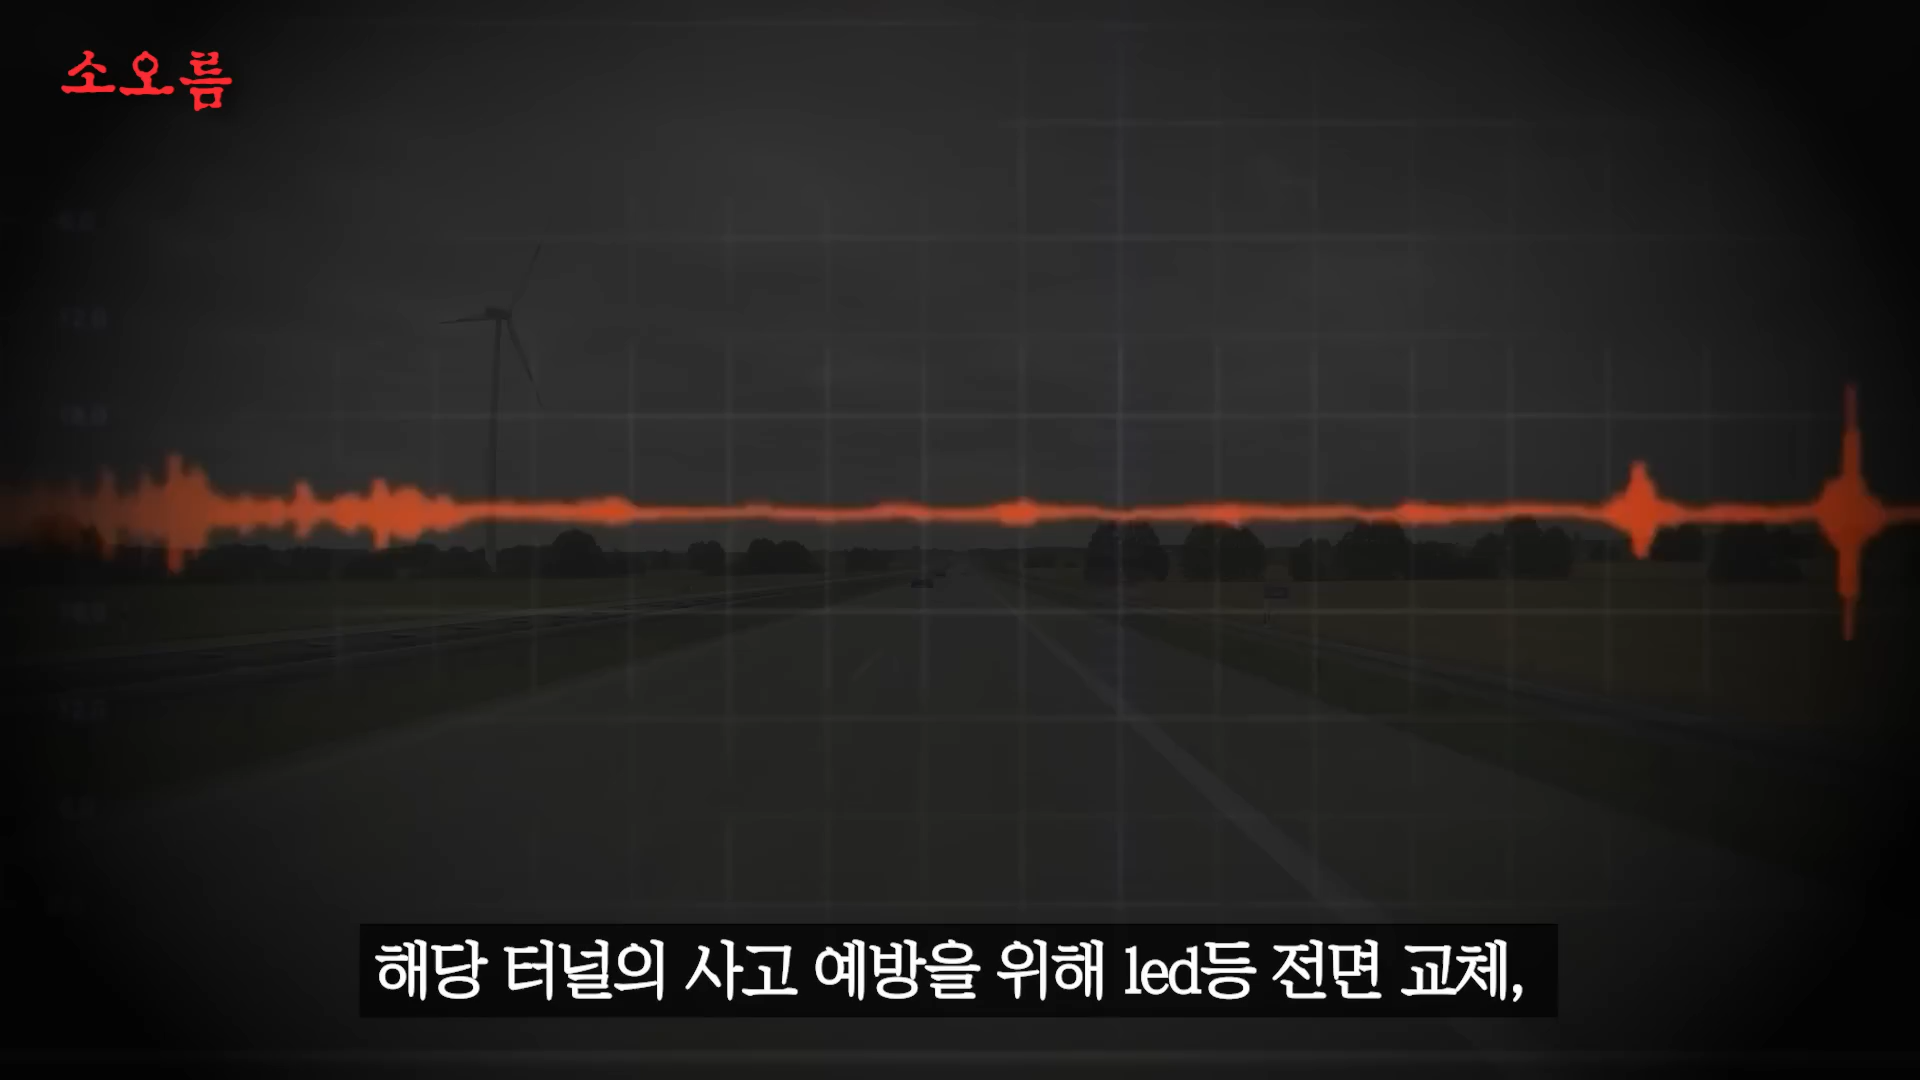 소오름
해당 터널의 사고 예방을 위해 led등 전면 교체,